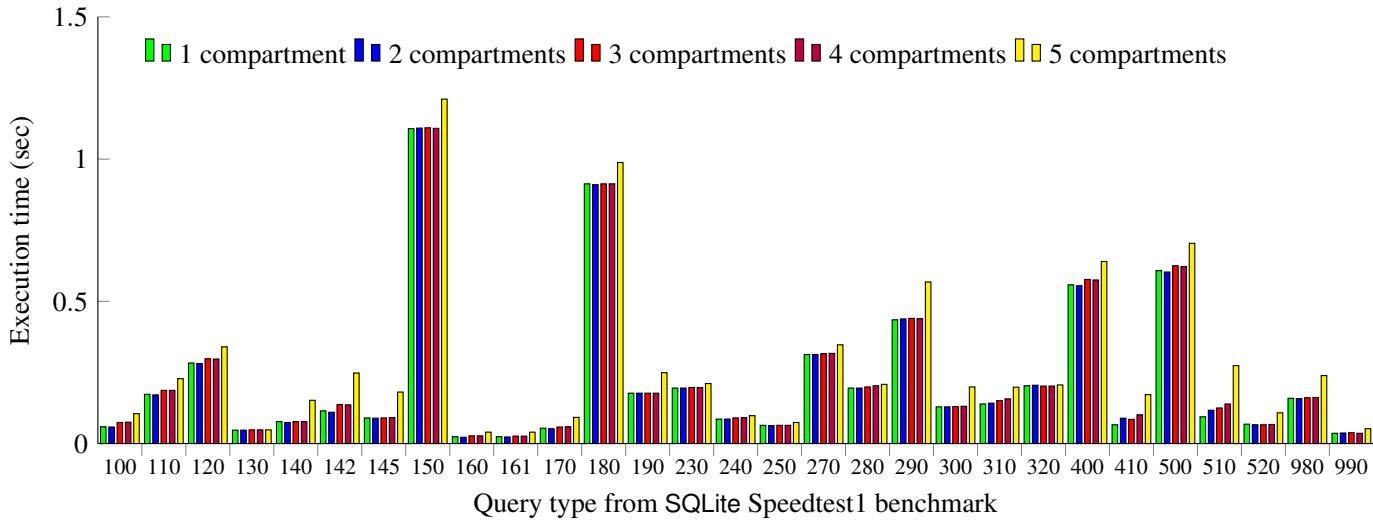 1.5
1 compartment 2 compartments 3 compartments 4 compartments 5 compartments
1
0.5
0
Execution time (sec)
100 110 120 130 140 142 145 150 160 161 170 180 190 230 240 250 270 280 290 300 310 320 400 410 500 510 520 980 990
Query type from SQLite Speedtest1 benchmark